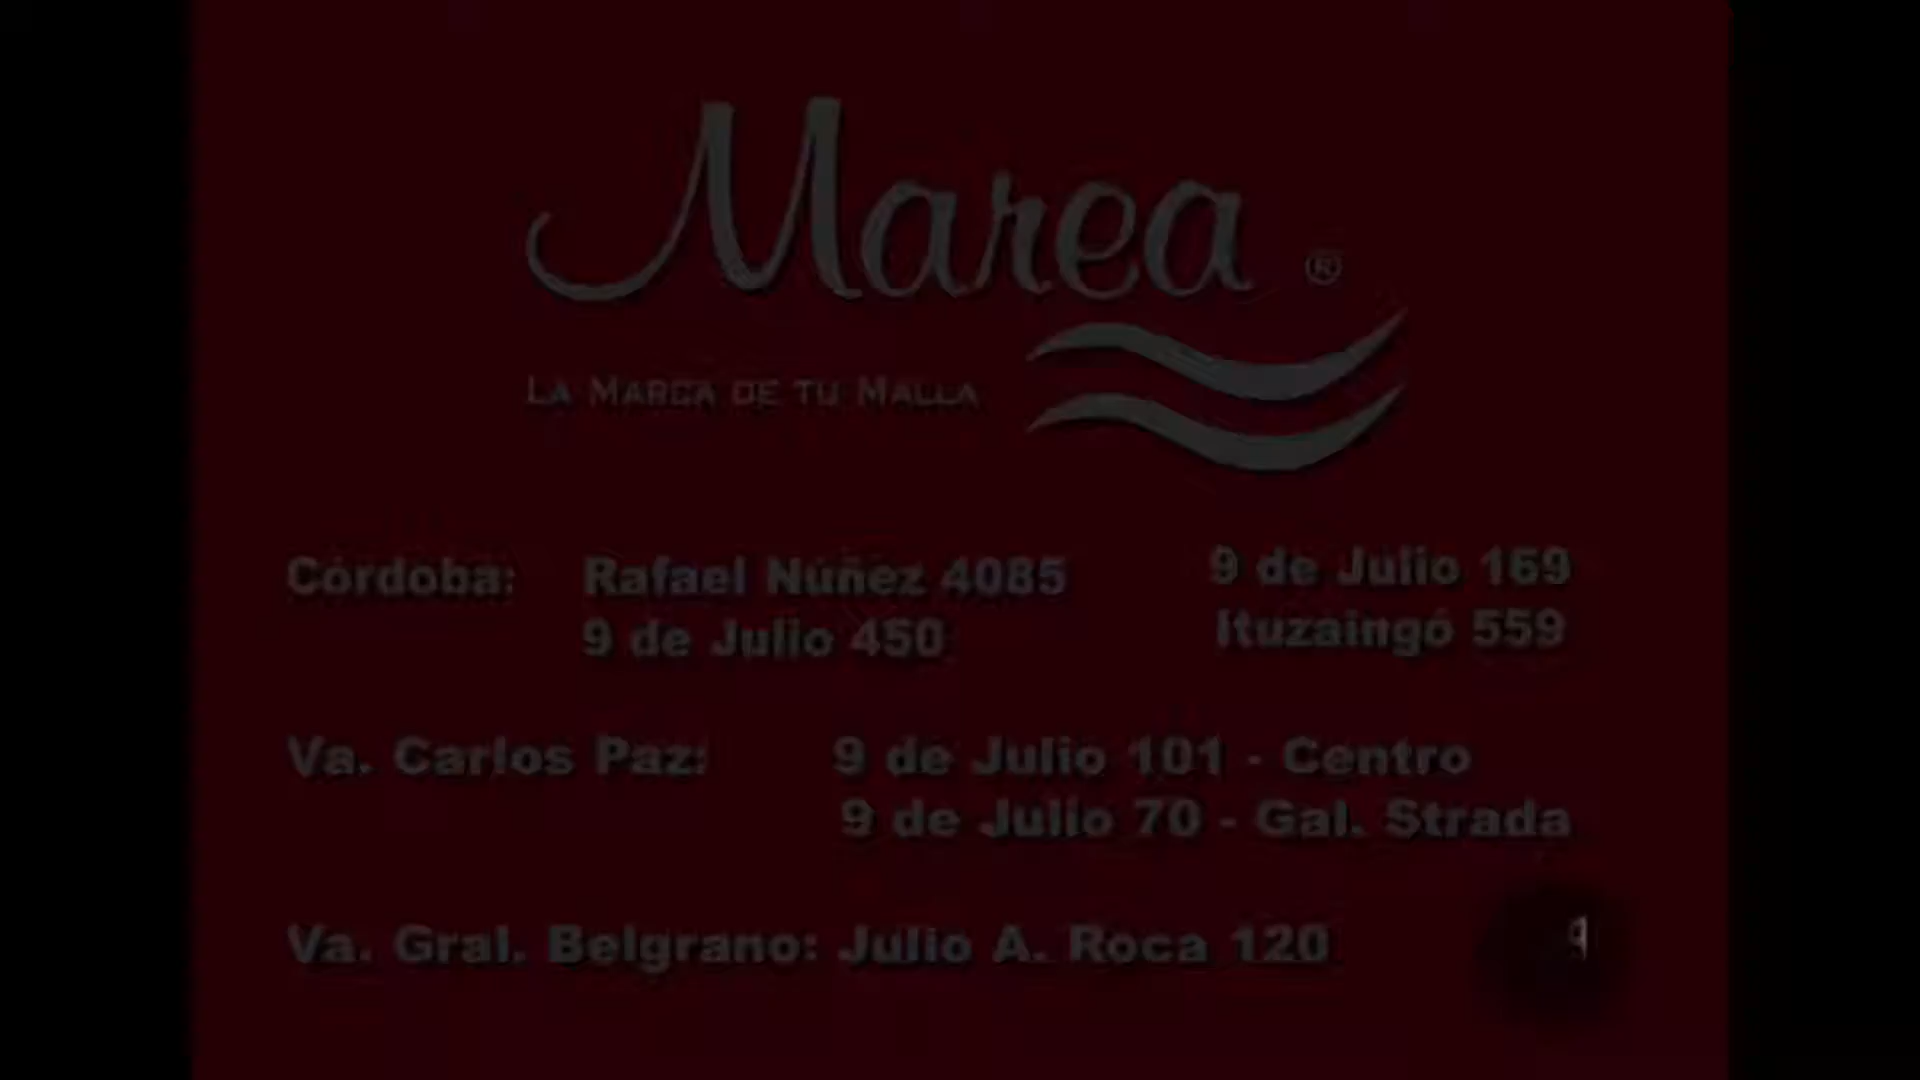 Marea ®
LA MARCA DE TU MALLA
Córdoba: Rafael Núñez 4085 9 de Julio 169
9 de Julio 450 Ituzaingó 559
Va. Carlos Paz: 9 de Julio 101 - Centro
9 de Julio 70 - Gal. Strada
Va. Gral. Belgrano: Julio A. Roca 120